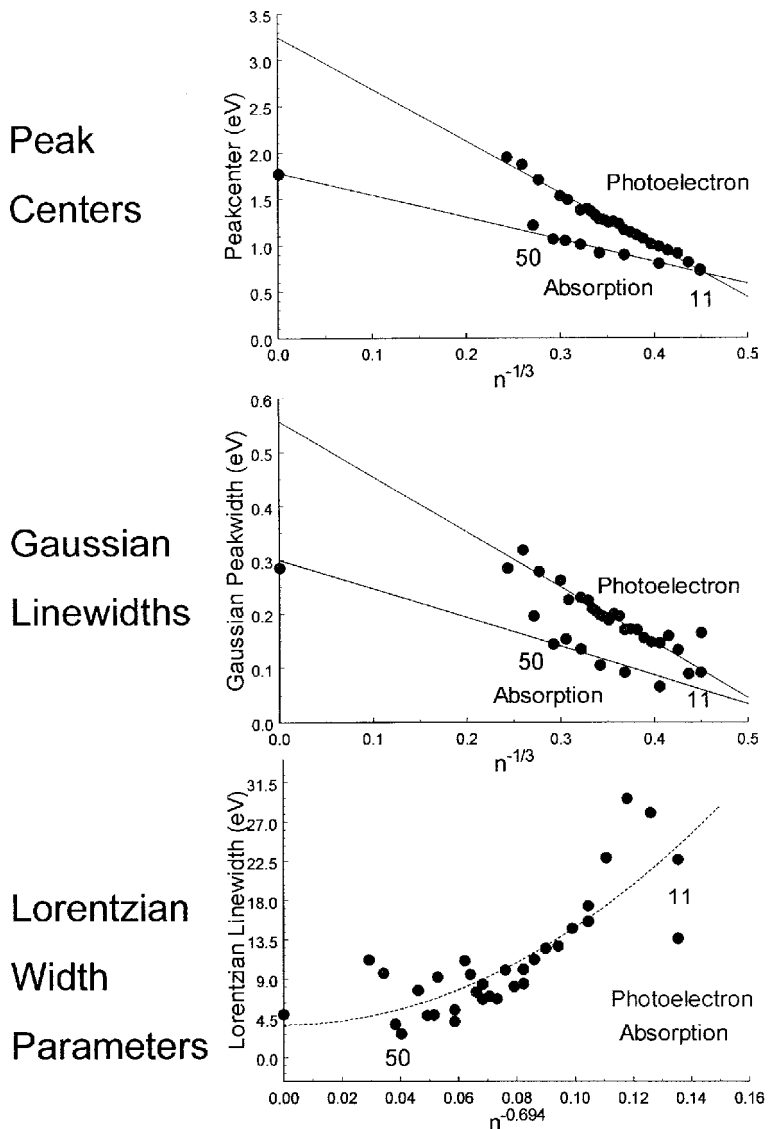 Peak
Centers
Peakcenter (eV)
3.5
3.0
2.5
2.0
1.5
1.0
0.5
0.0
Photoelectron
50
Absorption
11
0.0 0.1 0.2 0.3 0.4 0.5
n-1/3
Gaussian
Linewidths
Gaussian Peakwidth (eV)
0.6
0.5
0.4
0.3
0.2
0.1
0.0
Photoelectron
50
Absorption
11
0.0 0.1 0.2 0.3 0.4 0.5
n-1/3
Lorentzian
Width
Parameters
Lorentzian Linewidth (eV)
31.5
27.0
22.5
18.0
13.5
9.0
4.5
0.0
11
Photoelectron
Absorption
50
0.00 0.02 0.04 0.06 0.08 0.10 0.12 0.14 0.16
n-0.694